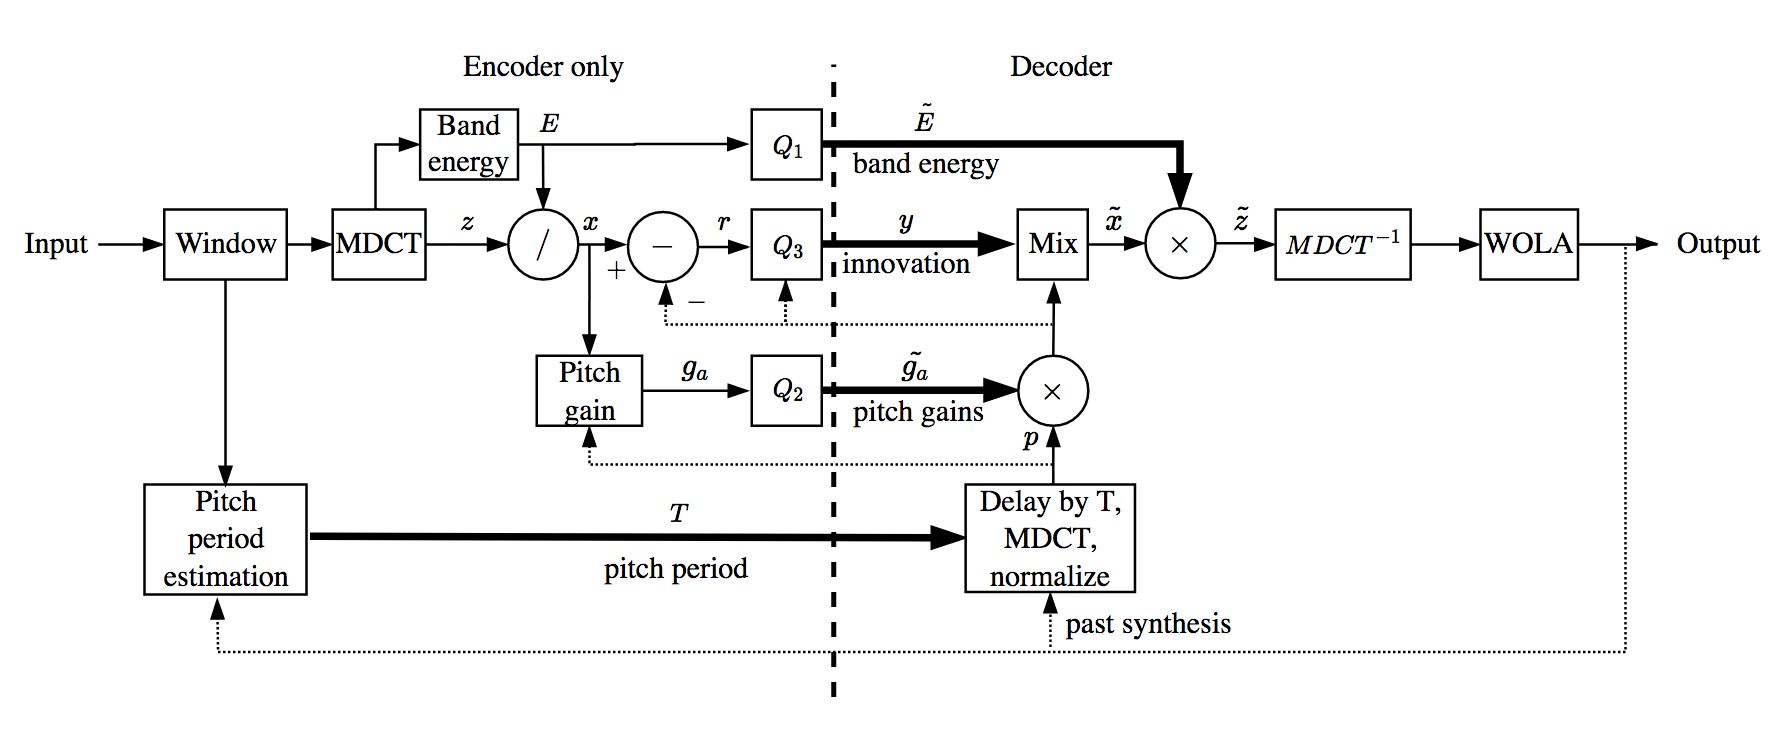 Encoder only
Decoder
Band
energy
E
Q₁
Ẽ
band energy
Input
Window
MDCT
z
/
x
+
−
−
r
Q₃
y
innovation
Mix
x̃
×
z̃
MDCT⁻¹
WOLA
Output
Pitch
gain
gₐ
Q₂
g̃ₐ
pitch gains
×
p
Pitch
period
estimation
T
pitch period
Delay by T,
MDCT,
normalize
past synthesis